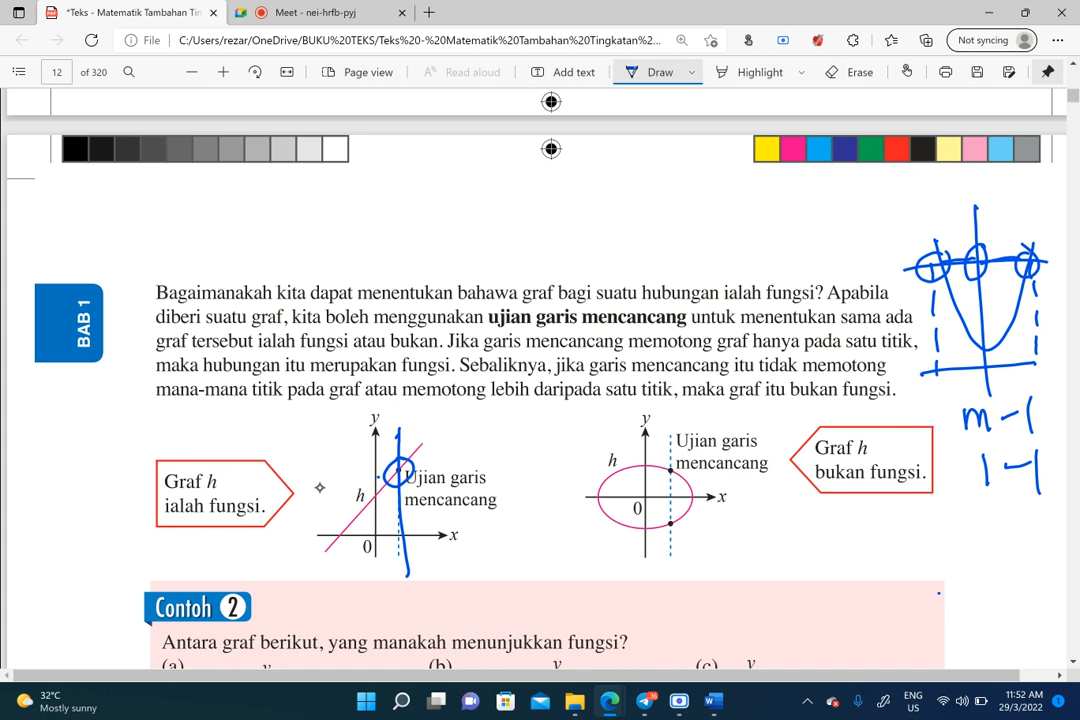 *Teks - Matematik Tambahan Tin
Meet - nei-hrfb-pyj
File
C:/Users/rezar/OneDrive/BUKU%20TEKS/Teks%20-%20Matematik%20Tambahan%20Tingkatan%...
Not syncing
12 of 320
Page view
Read aloud
Add text
Draw
Highlight
Erase
BAB 1
Bagaimanakah kita dapat menentukan bahawa graf bagi suatu hubungan ialah fungsi? Apabila
diberi suatu graf, kita boleh menggunakan ujian garis mencancang untuk menentukan sama ada
graf tersebut ialah fungsi atau bukan. Jika garis mencancang memotong graf hanya pada satu titik,
maka hubungan itu merupakan fungsi. Sebaliknya, jika garis mencancang itu tidak memotong
mana-mana titik pada graf atau memotong lebih daripada satu titik, maka graf itu bukan fungsi.
m-1
1-1
Graf h
ialah fungsi.
y
h
0
x
Ujian garis
mencancang
y
h
0
x
Ujian garis
mencancang
Graf h
bukan fungsi.
Contoh 2
Antara graf berikut, yang manakah menunjukkan fungsi?
(a)
y
(b)
y
(c)
y
32°C
Mostly sunny
36
ENG
US
11:52 AM
29/3/2022
1